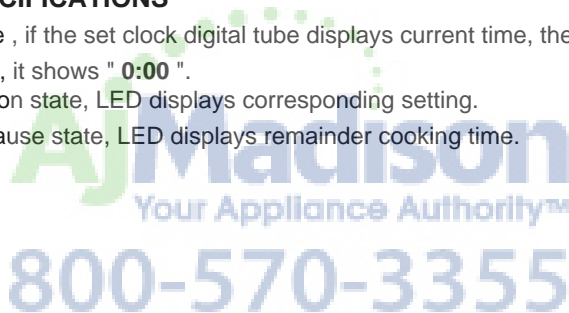 CIFICATIONS
e , if the set clock digital tube displays current time, the
, it shows " 0:00 ".
on state, LED displays corresponding setting.
ause state, LED displays remainder cooking time.
AjMadison
Your Appliance Authority™
800-570-3355